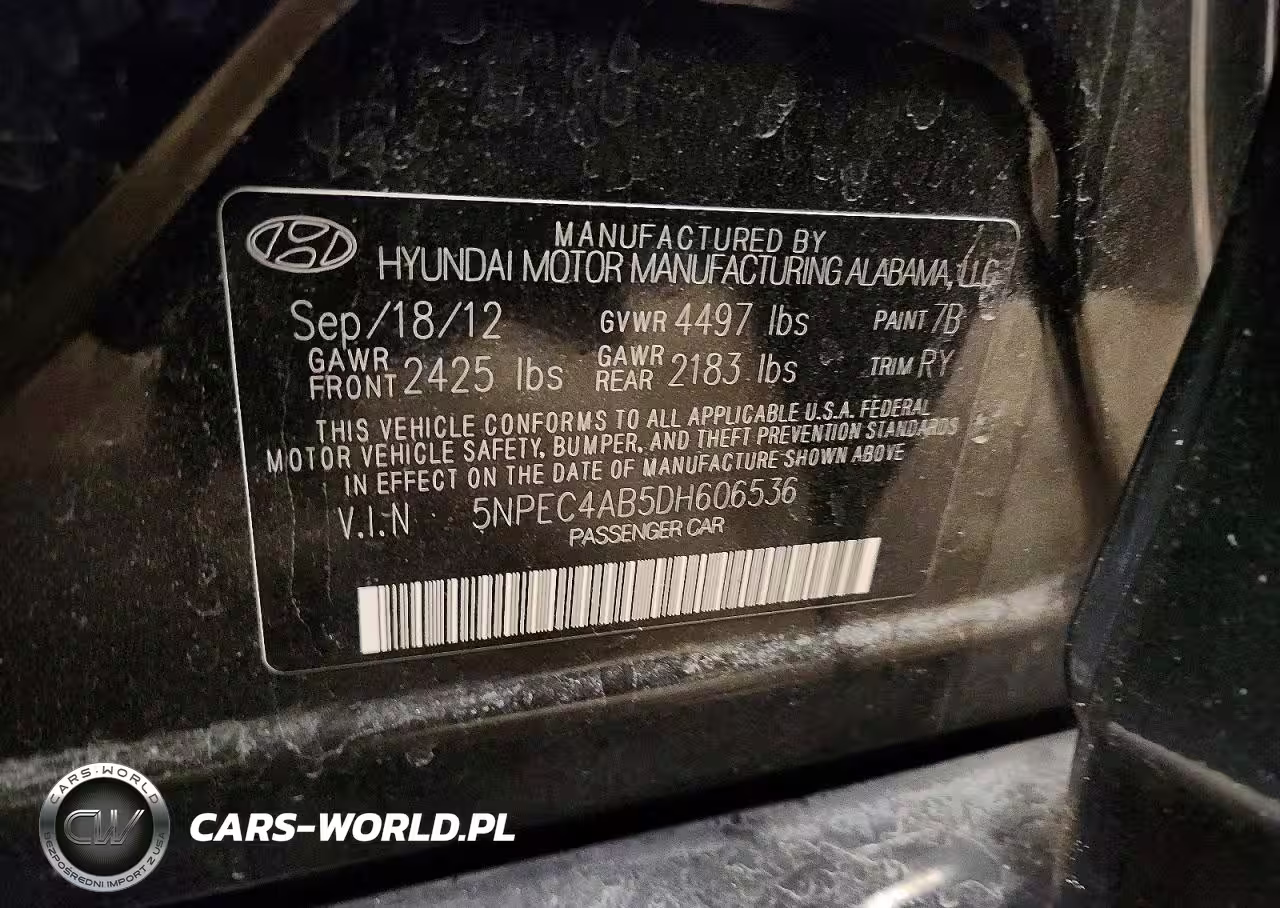 MANUFACTURED BY
HYUNDAI MOTOR MANUFACTURING ALABAMA, LLC
Sep/18/12 GVWR 4497 lbs PAINT 7B
GAWR FRONT 2425 lbs GAWR REAR 2183 lbs TRIM RY
THIS VEHICLE CONFORMS TO ALL APPLICABLE U.S.A. FEDERAL
MOTOR VEHICLE SAFETY, BUMPER, AND THEFT PREVENTION STANDARDS
IN EFFECT ON THE DATE OF MANUFACTURE SHOWN ABOVE
V.I.N 5NPEC4AB5DH606536
PASSENGER CAR
CARS-WORLD
CW
BEZPOŚREDNI IMPORT Z USA
CARS-WORLD.PL